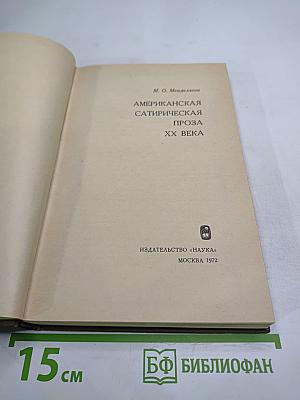 М. О. Мендельсон
АМЕРИКАНСКАЯ
САТИРИЧЕСКАЯ
ПРОЗА
XX ВЕКА
ИЗДАТЕЛЬСТВО «НАУКА»
МОСКВА 1972
15 см
БФ БИБЛИОФАН